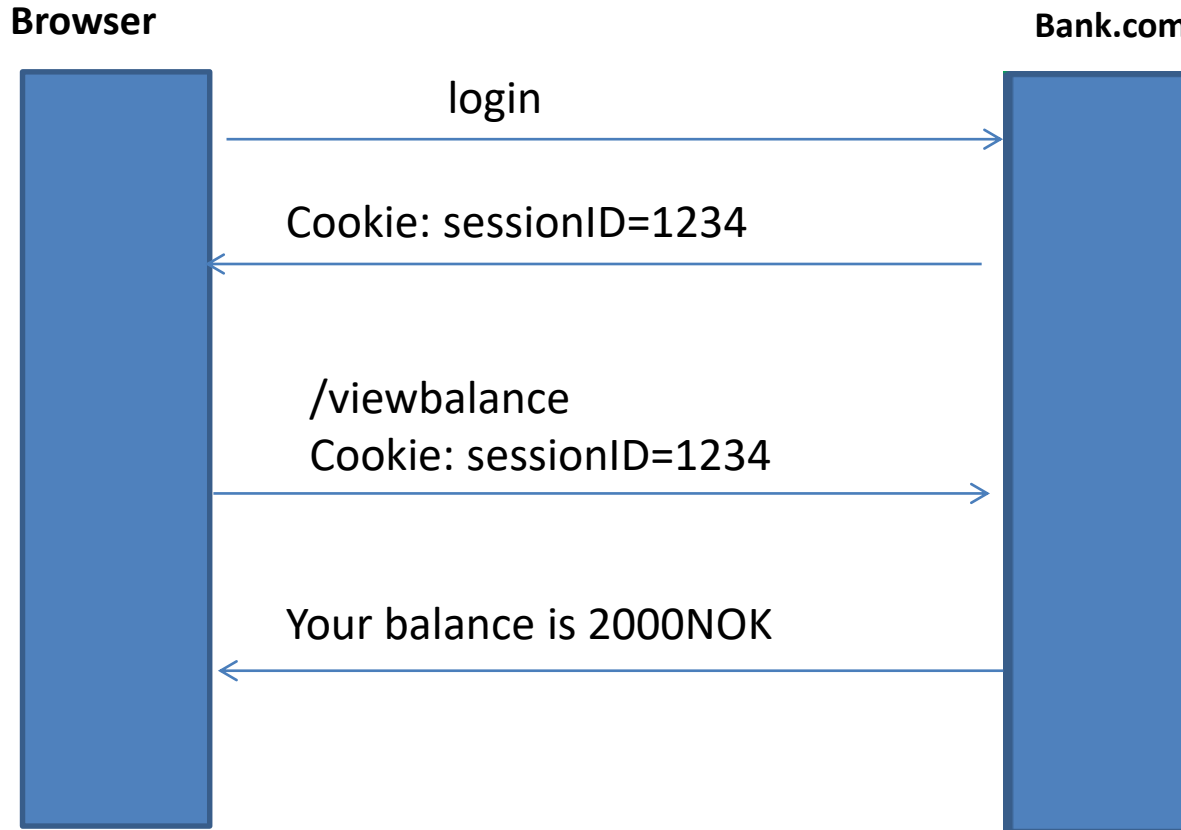 Browser
Bank.com
login
Cookie: sessionID=1234
/viewbalance
Cookie: sessionID=1234
Your balance is 2000NOK